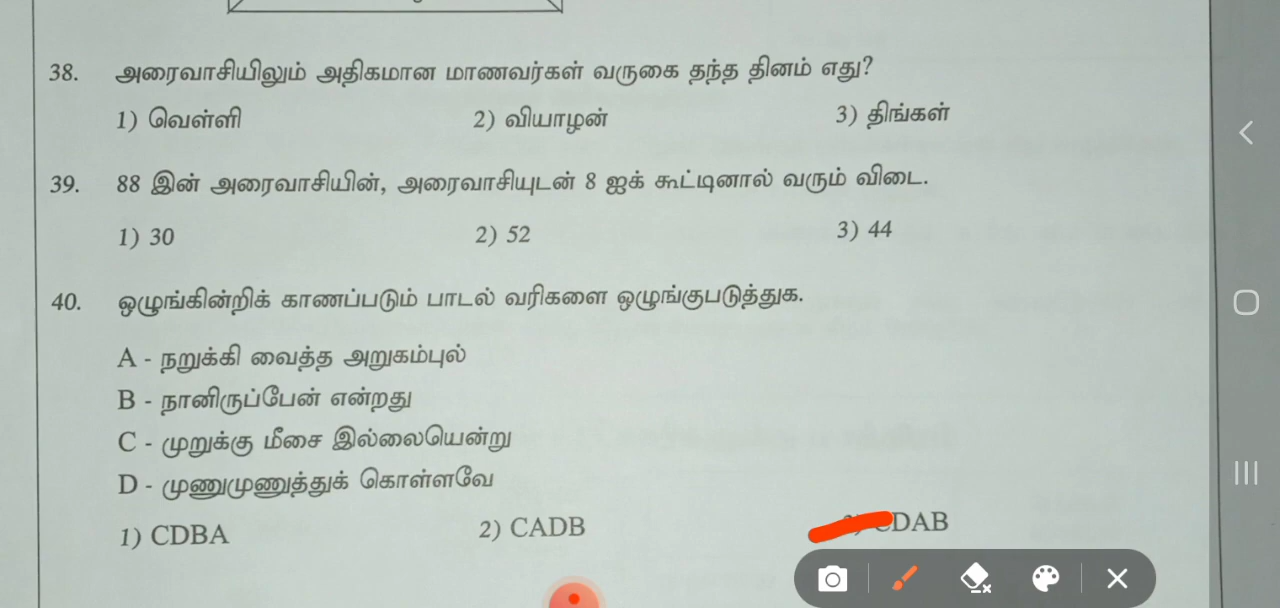 38. அரைவாசியிலும் அதிகமான மாணவர்கள் வருகை தந்த தினம் எது?
1) வெள்ளி 2) வியாழன் 3) திங்கள்
39. 88 இன் அரைவாசியின், அரைவாசியுடன் 8 ஐக் கூட்டினால் வரும் விடை.
1) 30 2) 52 3) 44
40. ஒழுங்கின்றிக் காணப்படும் பாடல் வரிகளை ஒழுங்குபடுத்துக.
A - நறுக்கி வைத்த அறுகம்புல்
B - நானிருப்பேன் என்றது
C - முறுக்கு மீசை இல்லையென்று
D - முணுமுணுத்துக் கொள்ளவே
1) CDBA 2) CADB CDAB